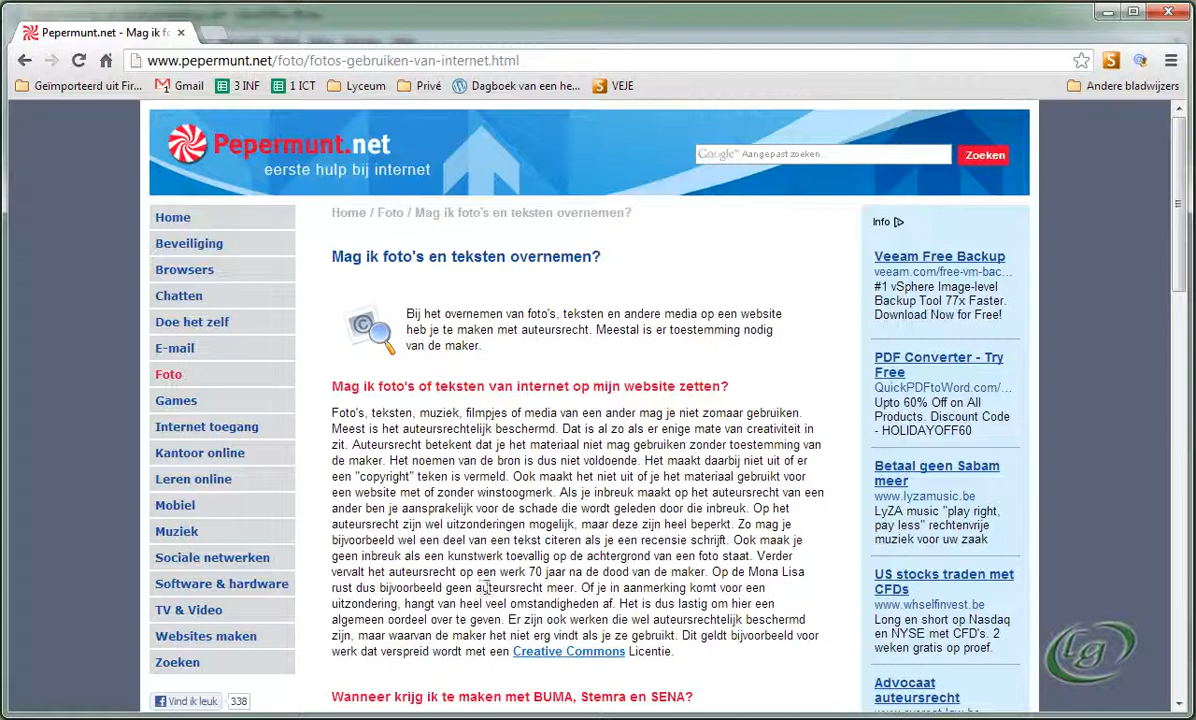 Pepermunt.net - Mag ik fo
www.pepermunt.net/foto/fotos-gebruiken-van-internet.html
Geïmporteerd uit Fir...
Gmail
3 INF
1 ICT
Lyceum
Privé
Dagboek van een he...
VEJE
Andere bladwijzers
Pepermunt.net
eerste hulp bij internet
Google™ Aangepast zoeken
Zoeken
Home
Beveiliging
Browsers
Chatten
Doe het zelf
E-mail
Foto
Games
Internet toegang
Kantoor online
Leren online
Mobiel
Muziek
Sociale netwerken
Software & hardware
TV & Video
Websites maken
Zoeken
Vind ik leuk
338
Home / Foto / Mag ik foto's en teksten overnemen?
Mag ik foto's en teksten overnemen?
Bij het overnemen van foto's, teksten en andere media op een website
heb je te maken met auteursrecht. Meestal is er toestemming nodig
van de maker.
Mag ik foto's of teksten van internet op mijn website zetten?
Foto's, teksten, muziek, filmpjes of media van een ander mag je niet zomaar gebruiken.
Meest is het auteursrechtelijk beschermd. Dat is al zo als er enige mate van creativiteit in
zit. Auteursrecht betekent dat je het materiaal niet mag gebruiken zonder toestemming van
de maker. Het noemen van de bron is dus niet voldoende. Het maakt daarbij niet uit of er
een "copyright" teken is vermeld. Ook maakt het niet uit of je het materiaal gebruikt voor
een website met of zonder winstoogmerk. Als je inbreuk maakt op het auteursrecht van een
ander ben je aansprakelijk voor de schade die wordt geleden door die inbreuk. Op het
auteursrecht zijn wel uitzonderingen mogelijk, maar deze zijn heel beperkt. Zo mag je
bijvoorbeeld wel een deel van een tekst citeren als je een recensie schrijft. Ook maak je
geen inbreuk als een kunstwerk toevallig op de achtergrond van een foto staat. Verder
vervalt het auteursrecht op een werk 70 jaar na de dood van de maker. Op de Mona Lisa
rust dus bijvoorbeeld geen auteursrecht meer. Of je in aanmerking komt voor een
uitzondering, hangt van heel veel omstandigheden af. Het is dus lastig om hier een
algemeen oordeel over te geven. Er zijn ook werken die wel auteursrechtelijk beschermd
zijn, maar waarvan de maker het niet erg vindt als je ze gebruikt. Dit geldt bijvoorbeeld voor
werk dat verspreid wordt met een Creative Commons Licentie.
Wanneer krijg ik te maken met BUMA, Stemra en SENA?
Info
Veeam Free Backup
veeam.com/free-vm-bac...
#1 vSphere Image-level
Backup Tool 77x Faster.
Download Now for Free!
PDF Converter - Try
Free
QuickPDFtoWord.com/...
Upto 60% Off on All
Products. Discount Code
- HOLIDAYOFF60
Betaal geen Sabam
meer
www.lyzamusic.be
LyZA music "play right,
pay less" rechtenvrije
muziek voor uw zaak
US stocks traden met
CFDs
www.whselfinvest.be
Long en short op Nasdaq
en NYSE met CFD's. 2
weken gratis op proef.
Advocaat
auteursrecht
Lg